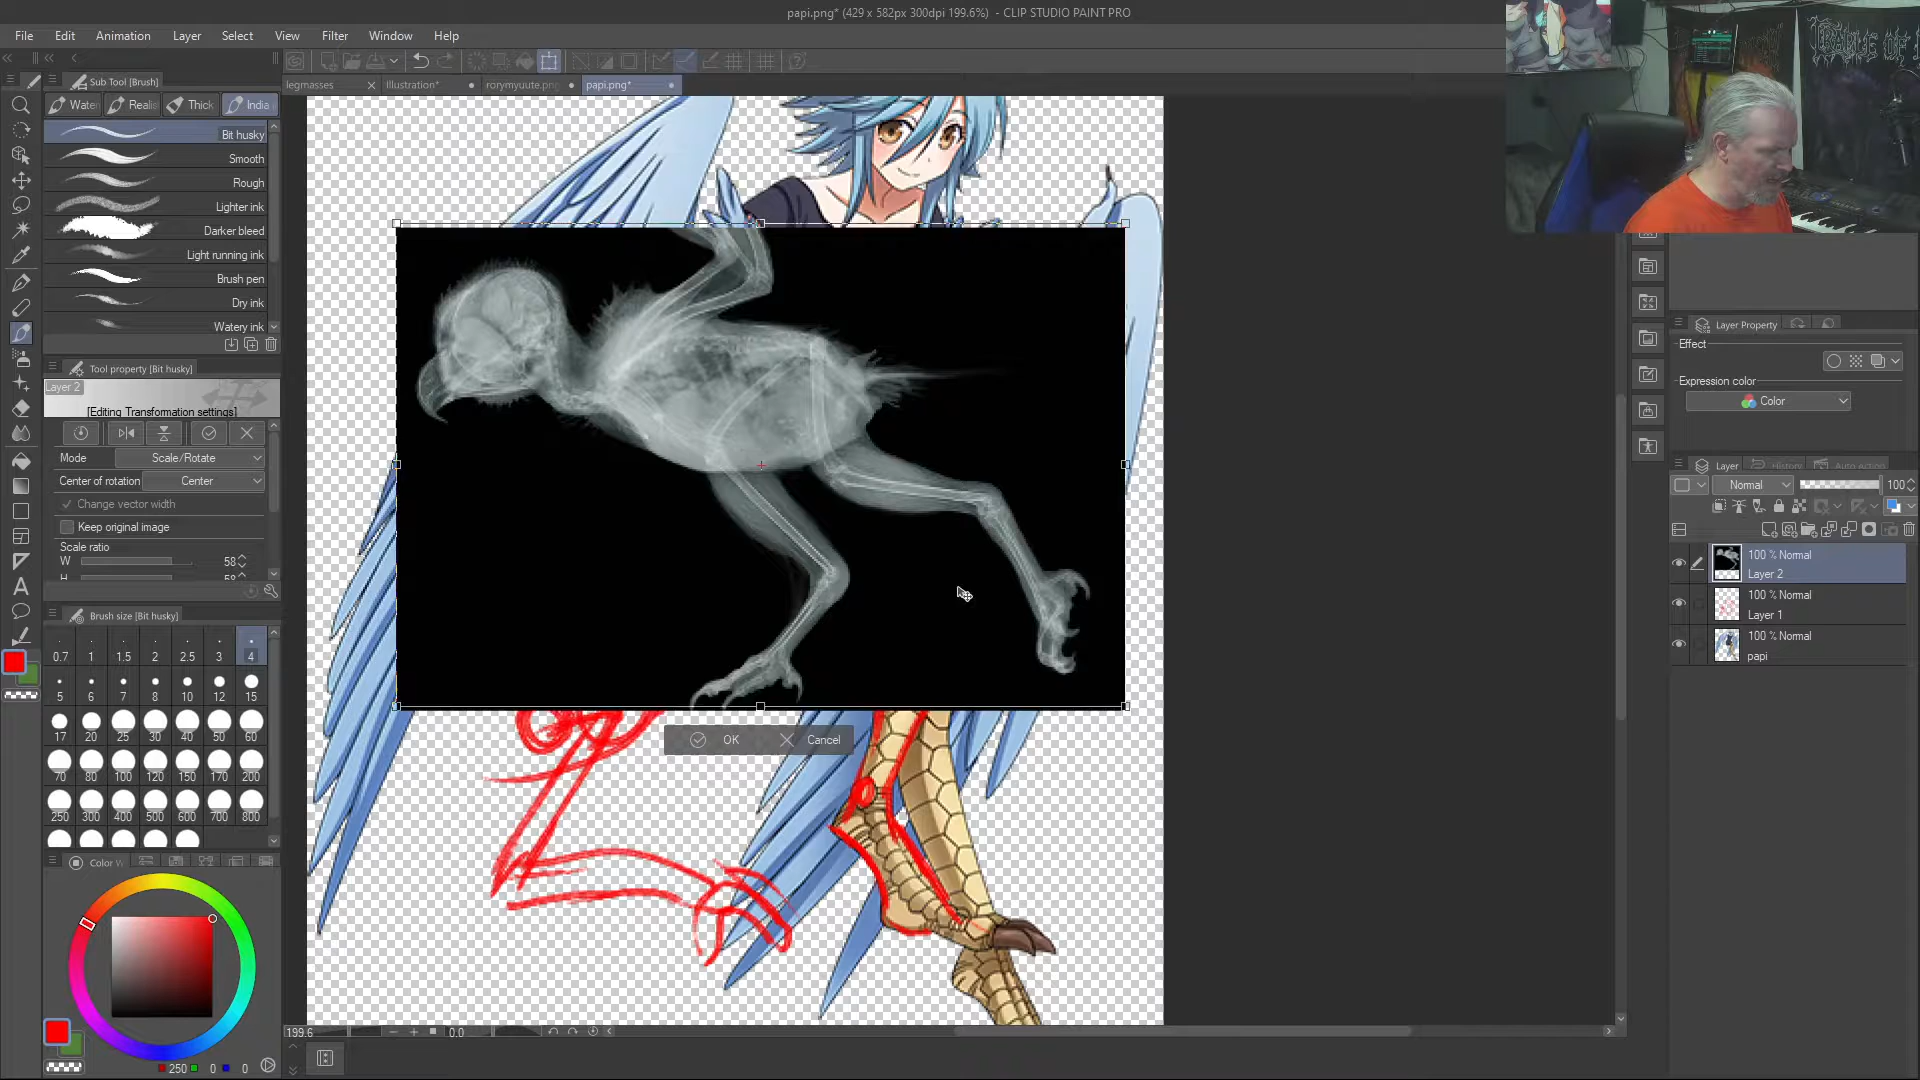 papi.png* (429 x 582px 300dpi 199.6%) - CLIP STUDIO PAINT PRO
File Edit Animation Layer Select View Filter Window Help
Sub Tool [Brush]
legmasses Illustration* rorymyuute.png papi.png*
Water Realis Thick India
Bit husky
Smooth
Rough
Lighter ink
Darker bleed
Light running ink
Brush pen
Dry ink
Watery ink
Tool property [Bit husky]
Layer 2
[Editing Transformation settings]
Mode Scale/Rotate
Center of rotation Center
Change vector width
Keep original image
Scale ratio
W 58
H 58
Brush size [Bit husky]
0.7 1 1.5 2 2.5 3 4
5 6 7 8 10 12 15
17 20 25 30 40 50 60
70 80 100 120 150 170 200
250 300 400 500 600 700 800
Color W
250 0 0
OK Cancel
199.6 0.0
Layer Property
Effect
Expression color
Color
Layer History Auto Action
Normal 100
100 % Normal
Layer 2
100 % Normal
Layer 1
100 % Normal
papi